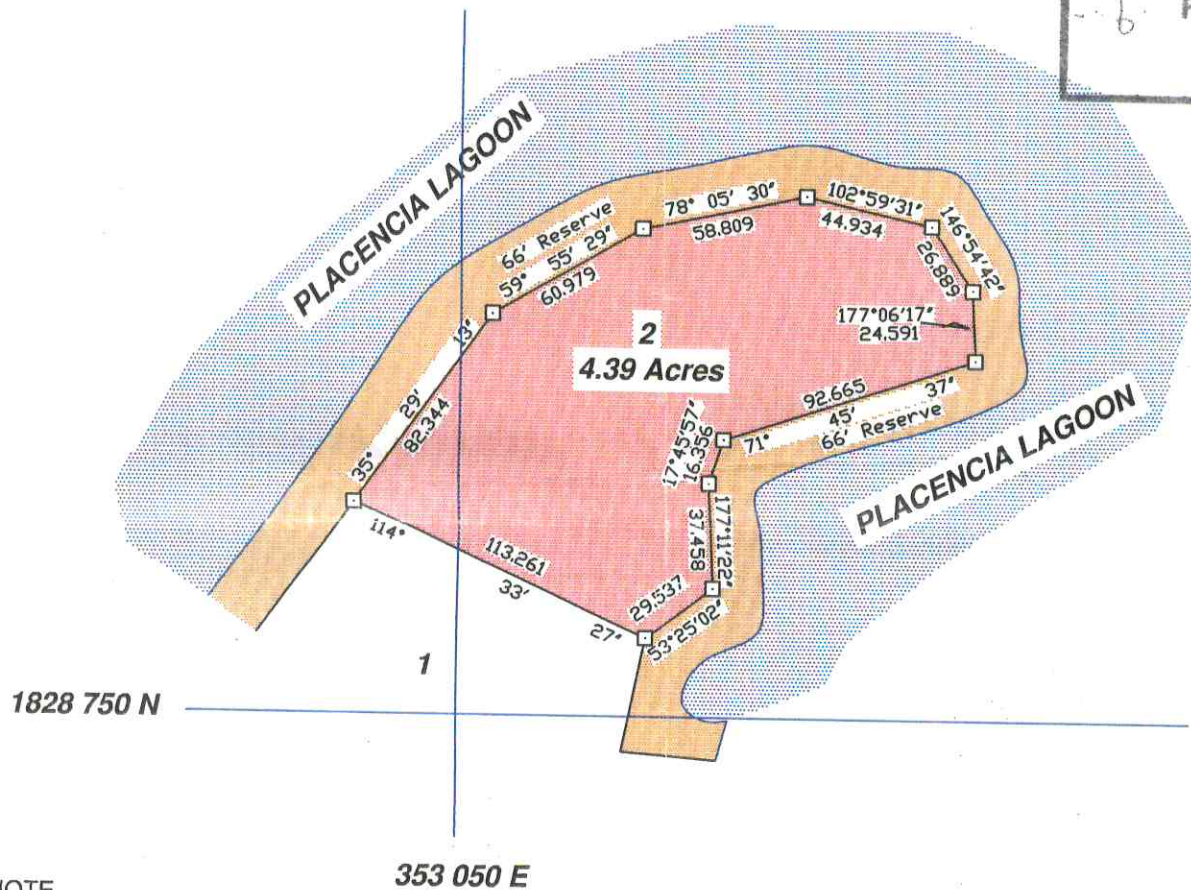 PLACENCIA LAGOON
66' Reserve
59° 55' 29"
60.979
78° 05' 30"
58.809
102°59'31"
44.934
146°54'42"
26.889
177°06'17"
24.591
2
4.39 Acres
35° 29' 13"
82.344
92.665
71° 45' 37"
66' Reserve
17°45'57"
16.356
PLACENCIA LAGOON
177°11'22"
37.458
114° 33' 27"
113.261
29.537
53°25'02"
1
1828 750 N
353 050 E